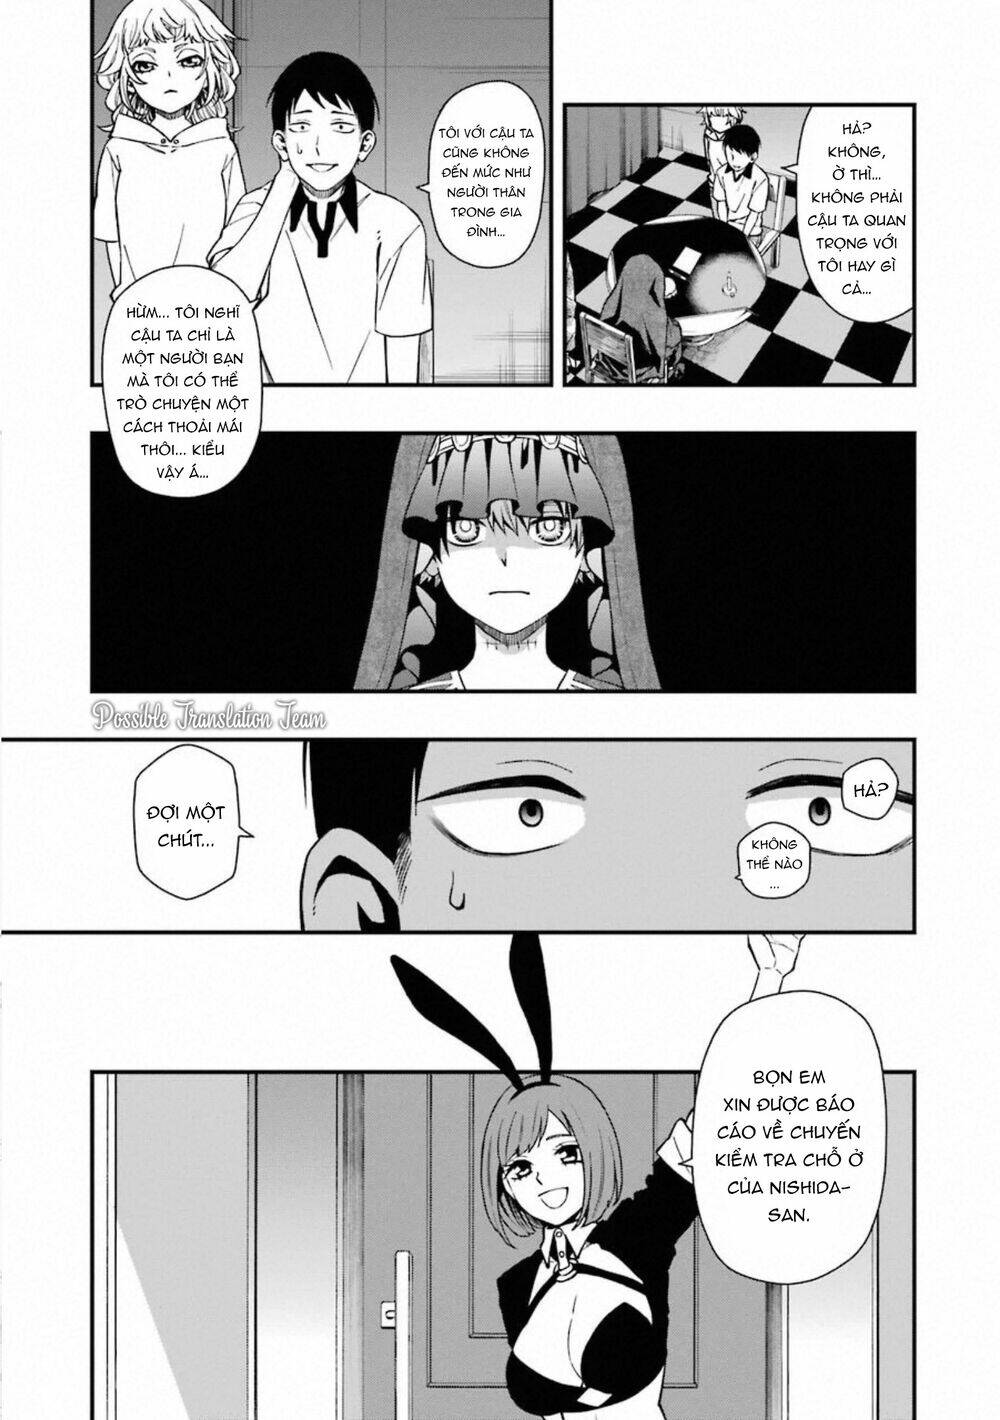 HẢ?
KHÔNG,
Ờ THÌ...
KHÔNG PHẢI
CẬU TA QUAN
TRỌNG VỚI
TÔI HAY GÌ
CẢ...
TÔI VỚI CẬU TA
CŨNG KHÔNG
ĐẾN MỨC NHƯ
NGƯỜI THÂN
TRONG GIA
ĐÌNH...
HỪM... TÔI NGHĨ
CẬU TA CHỈ LÀ
MỘT NGƯỜI BẠN
MÀ TÔI CÓ THỂ
TRÒ CHUYỆN MỘT
CÁCH THOẢI MÁI
THÔI... KIỂU
VẬY Á...
Possible Translation Team
HẢ?
KHÔNG
THỂ NÀO
...
ĐỢI MỘT
CHÚT...
BỌN EM
XIN ĐƯỢC BÁO
CÁO VỀ CHUYẾN
KIỂM TRA CHỖ Ở
CỦA NISHIDA-
SAN.